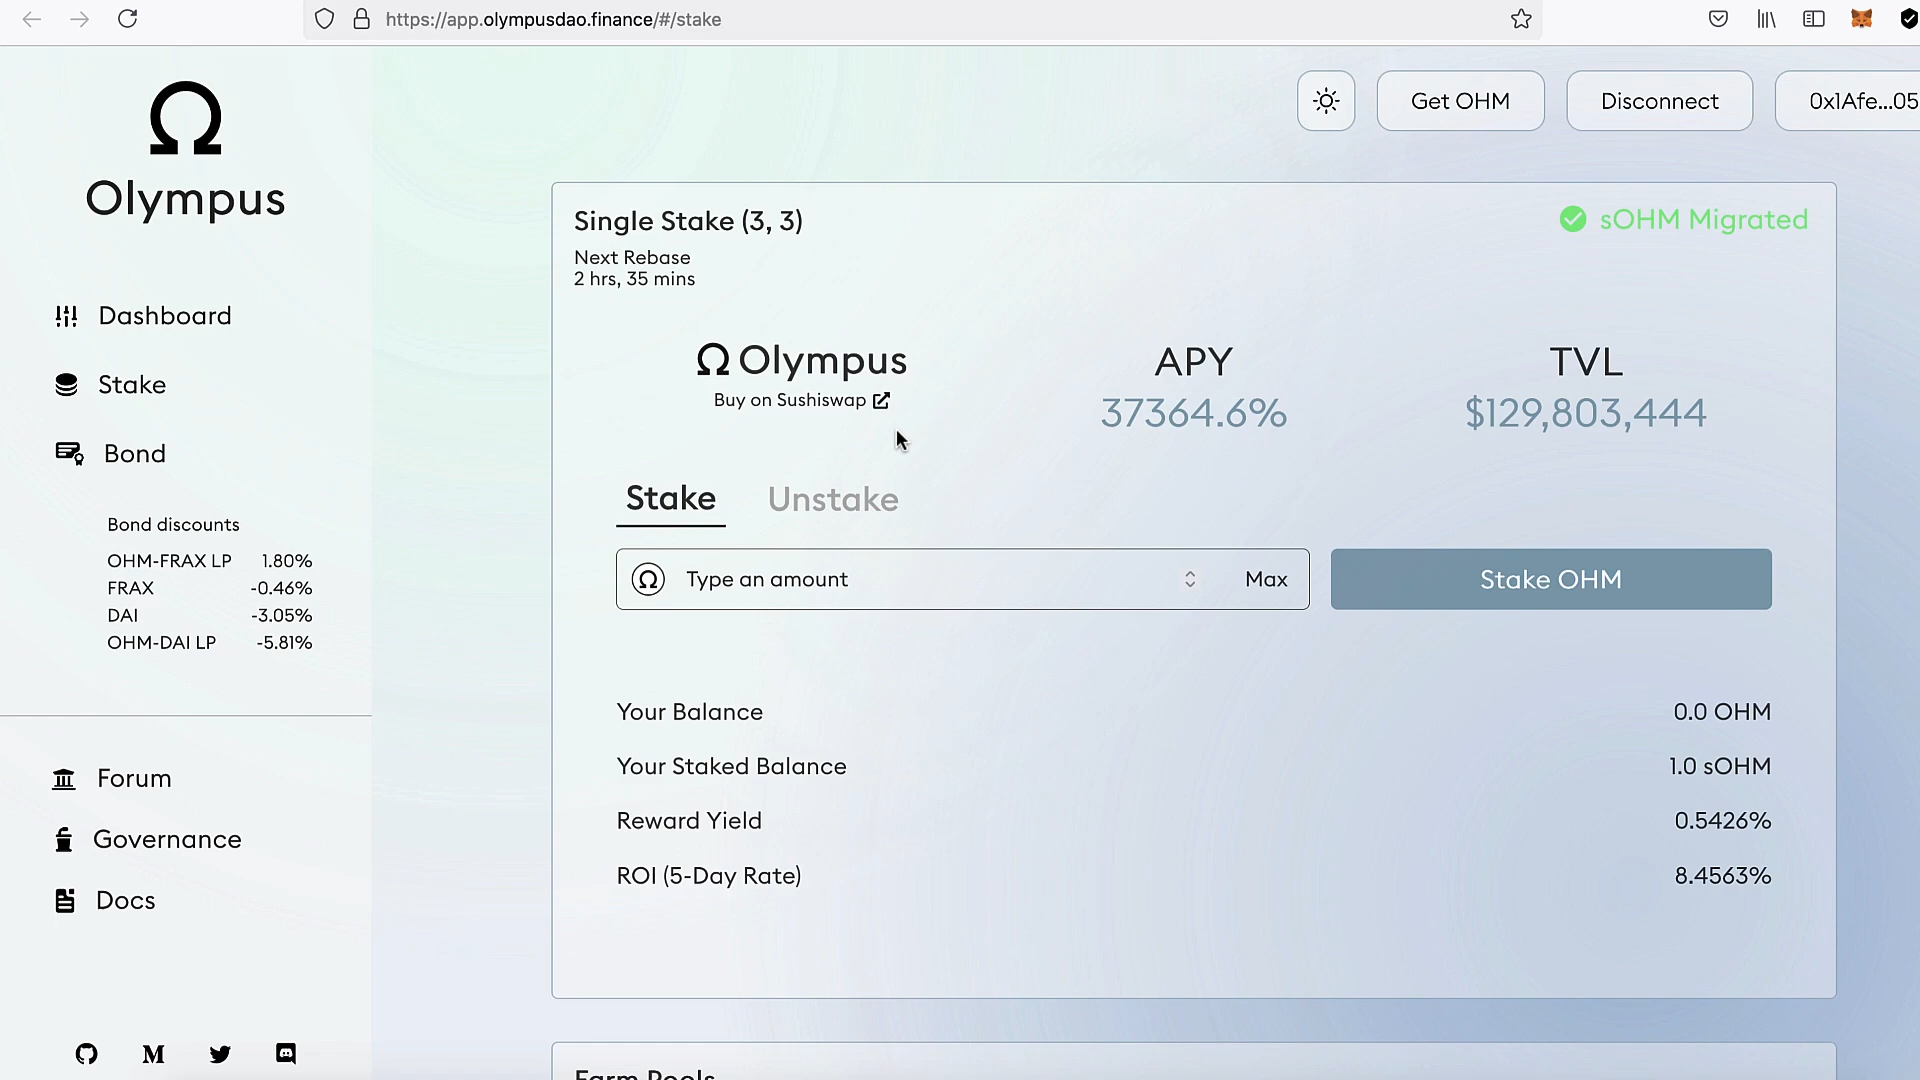 https://app.olympusdao.finance/#/stake
Olympus
Dashboard
Stake
Bond
Bond discounts
OHM-FRAX LP 1.80%
FRAX -0.46%
DAI -3.05%
OHM-DAI LP -5.81%
Forum
Governance
Docs
Get OHM
Disconnect
0x1Afe...05
Single Stake (3, 3)
sOHM Migrated
Next Rebase
2 hrs, 35 mins
Olympus
Buy on Sushiswap
APY
37364.6%
TVL
$129,803,444
Stake Unstake
Type an amount Max
Stake OHM
Your Balance 0.0 OHM
Your Staked Balance 1.0 sOHM
Reward Yield 0.5426%
ROI (5-Day Rate) 8.4563%
Farm Pools